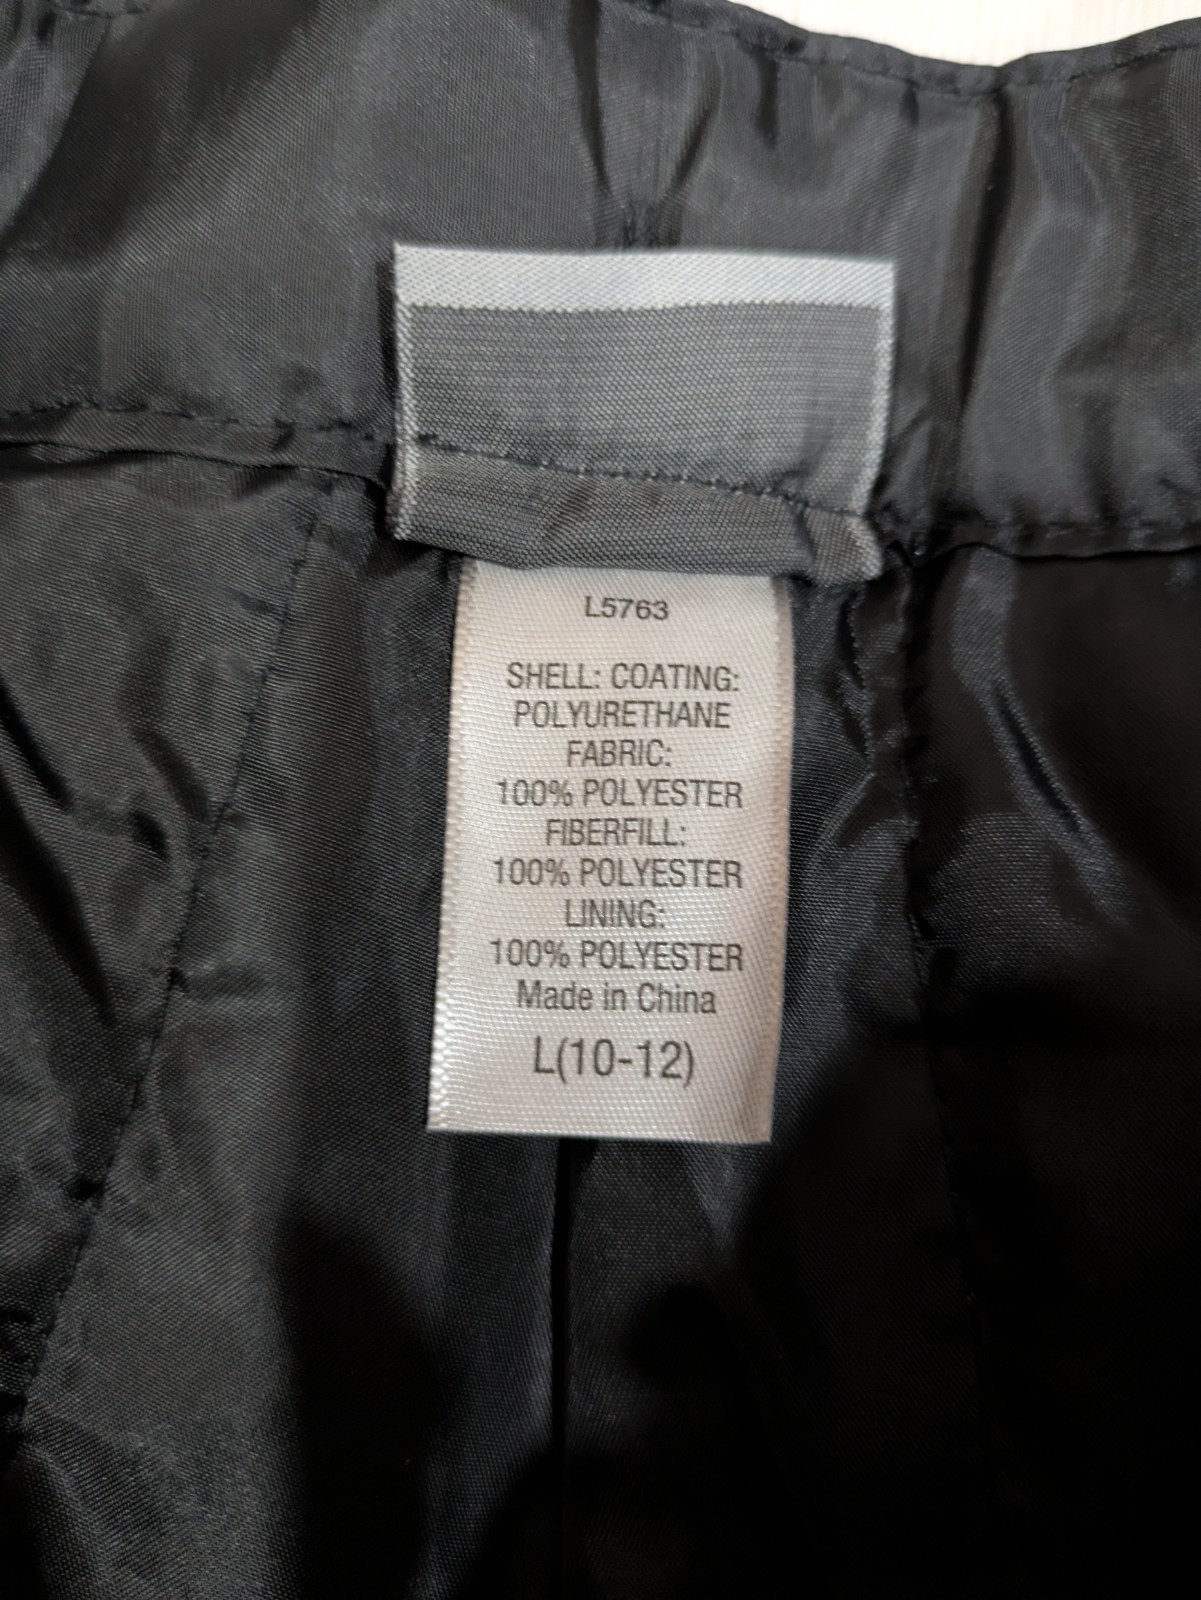 L5763
SHELL: COATING:
POLYURETHANE
FABRIC:
100% POLYESTER
FIBERFILL:
100% POLYESTER
LINING:
100% POLYESTER
Made in China
L(10-12)